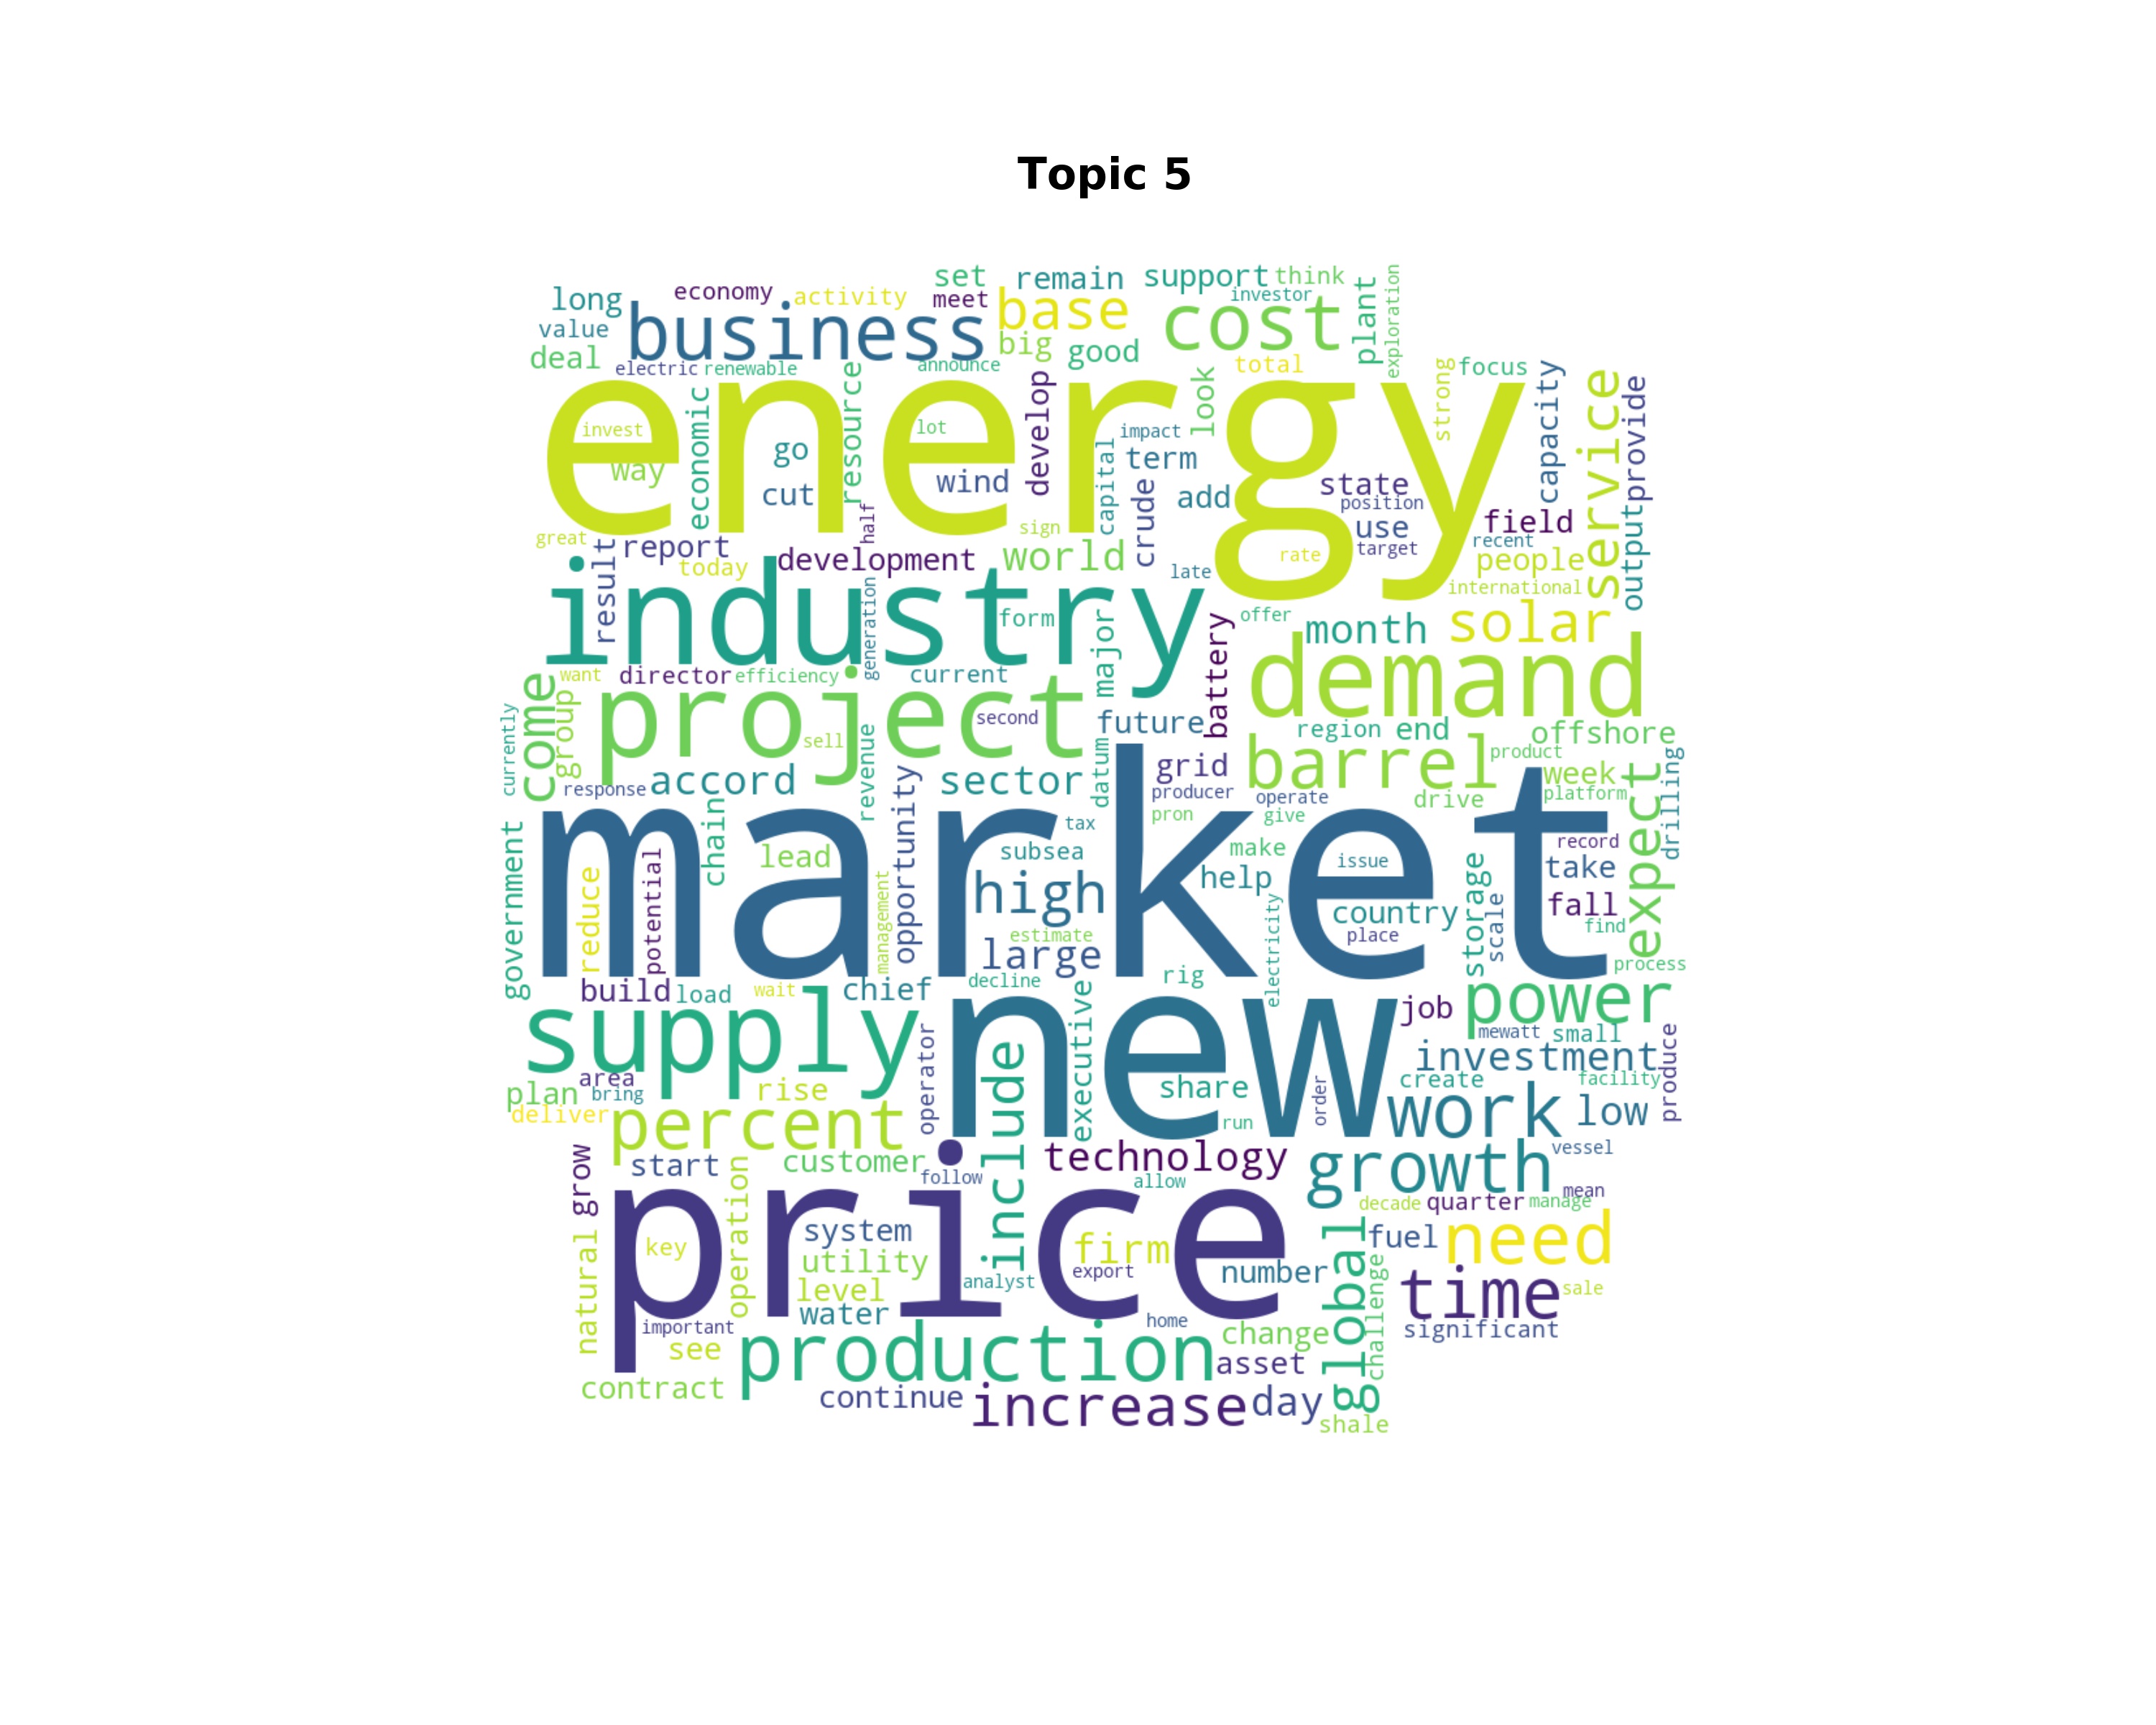 Topic 5
set remain support think
long economy activity meet base investor plant exploration
value business big good cost
deal electric renewable announce total strong focus
energy
invest lot develop look impact capacity service provide
way economic go resource wind capital term state
cut crude add position field
great half sign use recent output
report development world late rate target people
result today international
industry form major offer month solar
generation battery demand
want director efficiency current
currently come group project second future region end offshore
sell revenue datum grid barrel product
response accord sector producer operate drive week platform expect drilling
market
government chain opportunity tax pron give record
reduce potential lead subsea make issue take
management high help country storage scale fall
estimate large electricity place find
process
build load wait chief decline rig job power
supply new mewatt small
operator include executive investment produce
plan area bring rise share order create facility
deliver percent run work low
start customer follow technology growth vessel
grow allow mean
price decade quarter manage
natural key operation system firm global fuel need
utility export number challenge
level analyst time sale
water
important home change significant
see production asset
contract continue increase day
shale